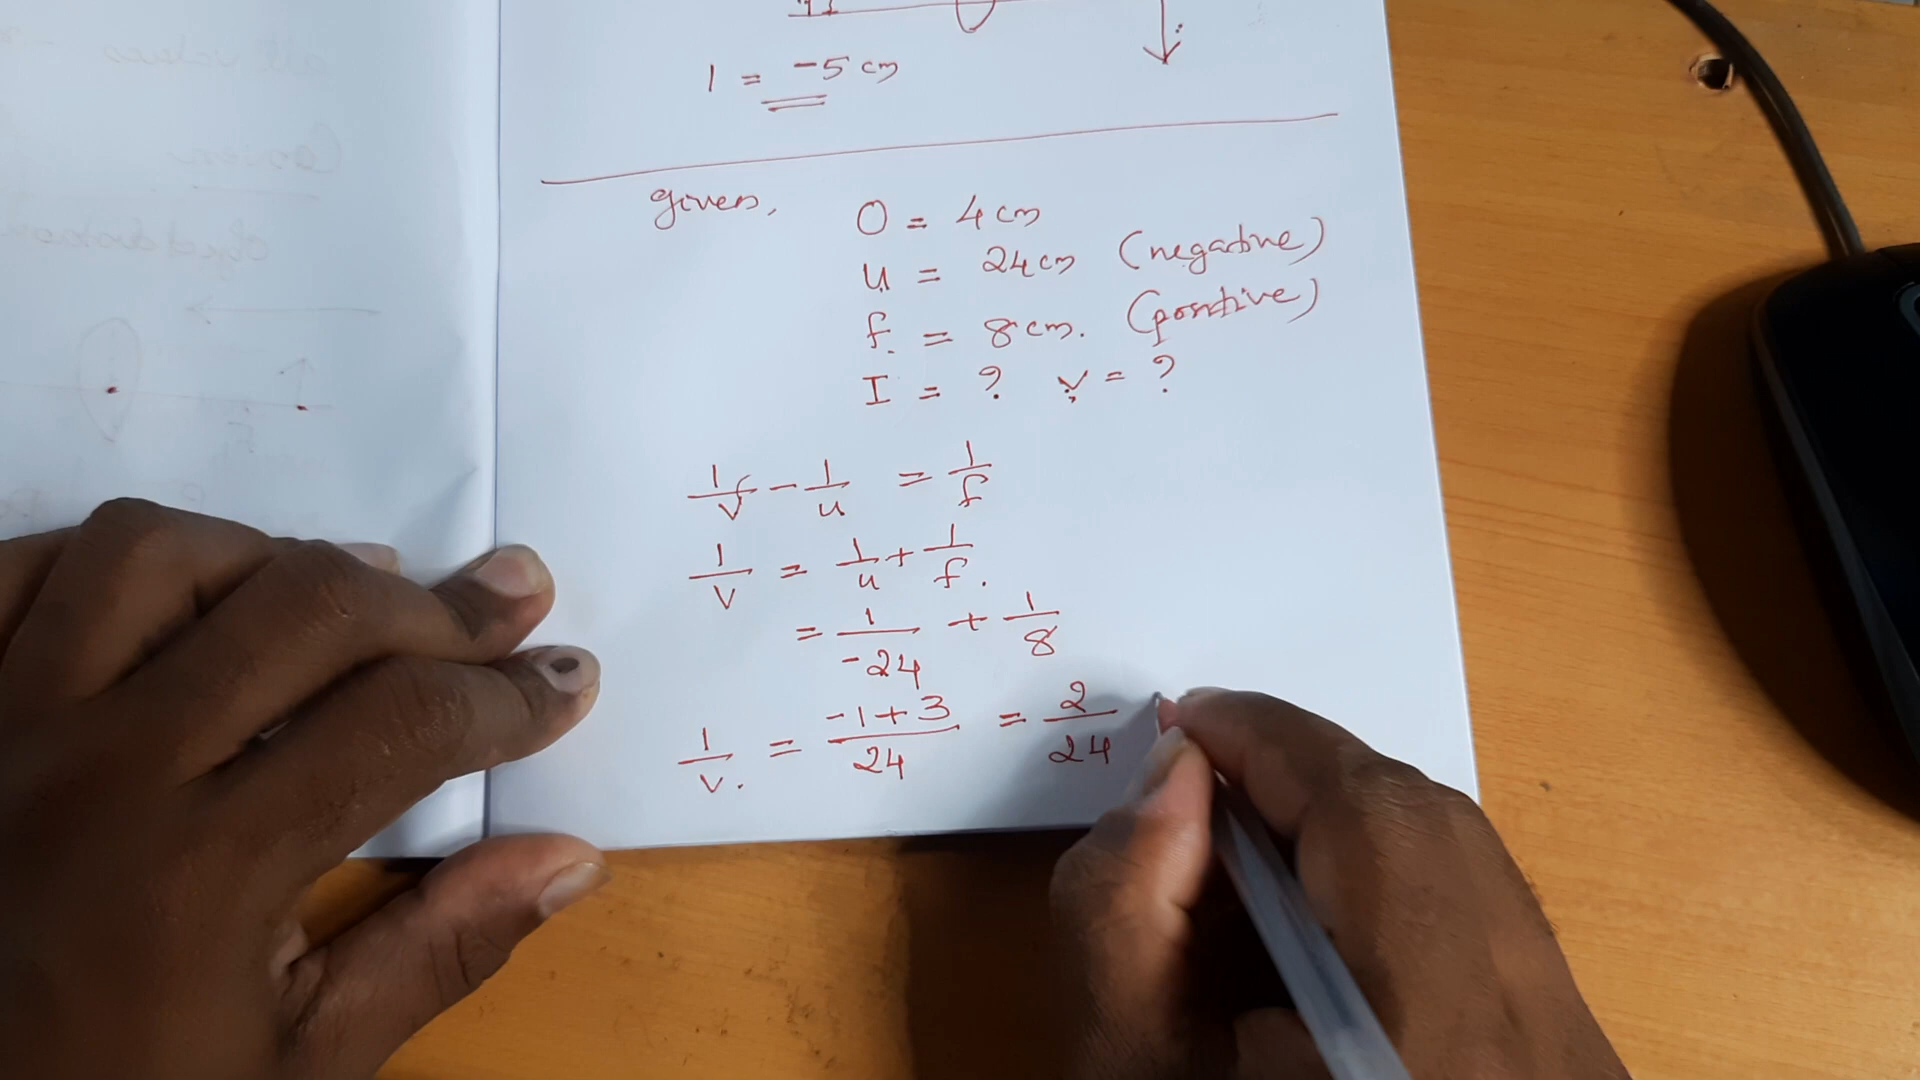 I = -5 cm
given,
O = 4 cm
u = 24 cm (negative)
f = 8 cm. (positive)
I = ? v = ?
1/v - 1/u = 1/f
1/v = 1/u + 1/f.
= 1/-24 + 1/8
1/v. = -1+3/24 = 2/24